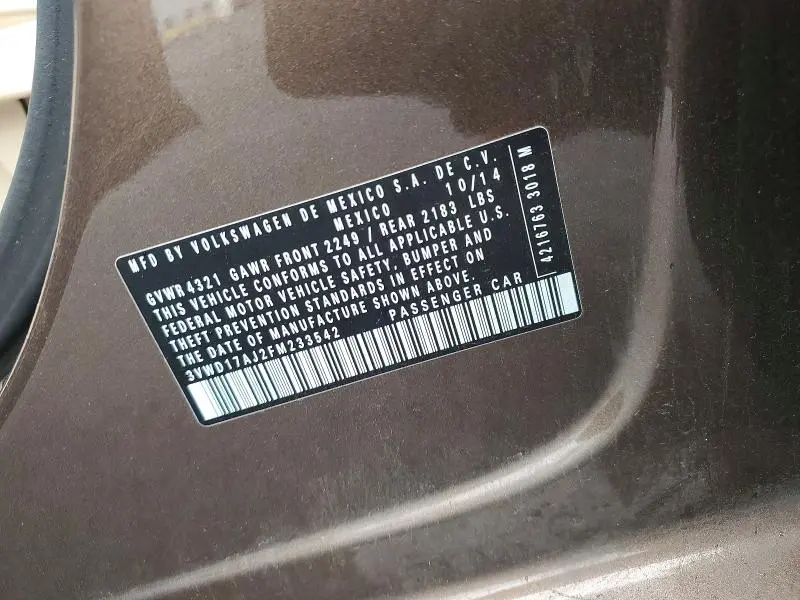 MFD BY VOLKSWAGEN DE MEXICO S.A. DE C.V.
MEXICO 10/14
GVWR 4321 GAWR FRONT 2249 / REAR 2183 LBS
THIS VEHICLE CONFORMS TO ALL APPLICABLE U.S.
FEDERAL MOTOR VEHICLE SAFETY, BUMPER AND
THEFT PREVENTION STANDARDS IN EFFECT ON
THE DATE OF MANUFACTURE SHOWN ABOVE.
3VWD17AJ2FM233542 PASSENGER CAR
4216763 3018 M